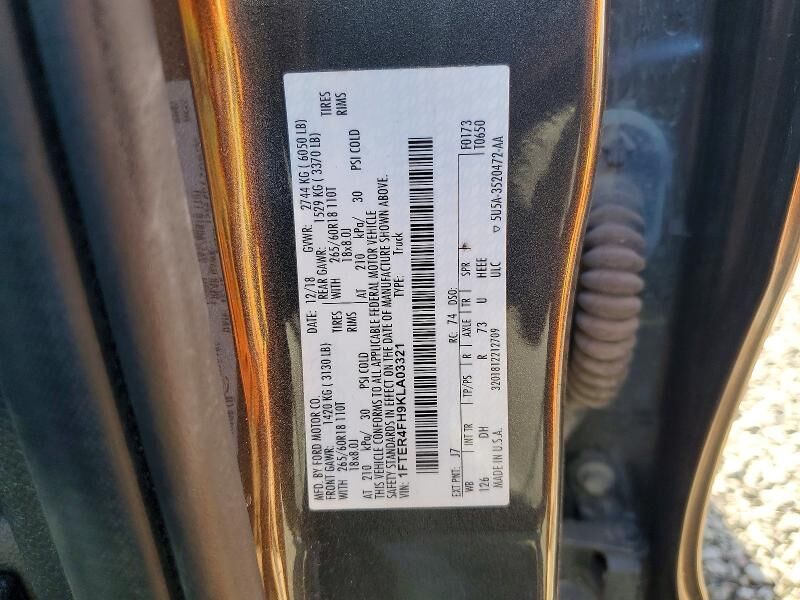 MFD. BY FORD MOTOR CO. DATE: 12/18 GVWR: 2744 KG ( 6050 LB)
FRONT GAWR: 1420 KG ( 3130 LB) REAR GAWR: 1529 KG ( 3370 LB)
WITH 265/60R18 110T TIRES WITH 265/60R18 110T TIRES
18x8.0J RIMS 18x8.0J RIMS
AT 210 kPa/ 30 PSI COLD AT 210 kPa/ 30 PSI COLD
THIS VEHICLE CONFORMS TO ALL APPLICABLE FEDERAL MOTOR VEHICLE
SAFETY STANDARDS IN EFFECT ON THE DATE OF MANUFACTURE SHOWN ABOVE.
VIN: 1FTER4FH9KLA03321 TYPE: Truck
F0173
EXT PNT: J7 RC: 74 DSO: T0650
WB INT TR TP/PS R AXLE TR SPR
126 DH R 73 U HEEE
MADE IN U.S.A. 3201812212709 ULC ▽ 5U5A-3520472-AA